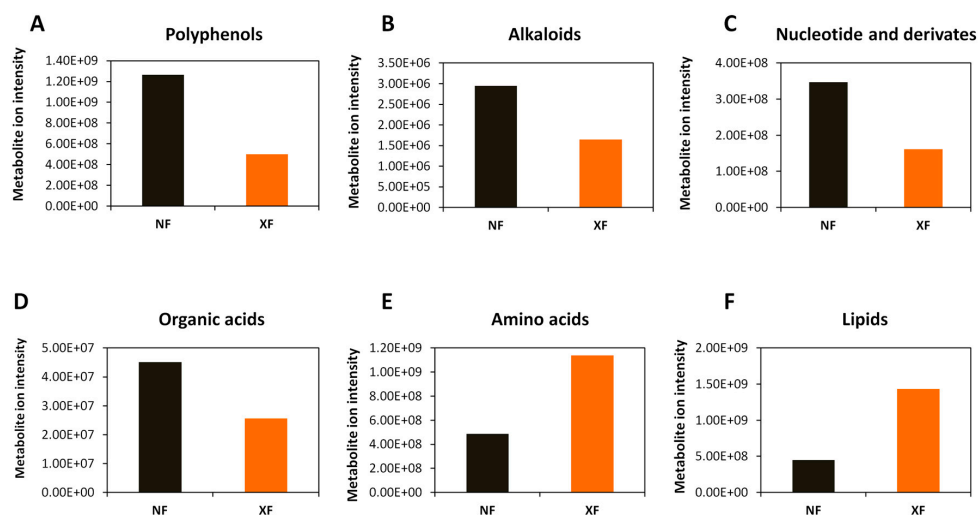 A
Polyphenols
Metabolite ion intensity
1.40E+09
1.20E+09
1.00E+09
8.00E+08
6.00E+08
4.00E+08
2.00E+08
0.00E+00
NF XF
B
Alkaloids
Metabolite ion intensity
3.50E+06
3.00E+06
2.50E+06
2.00E+06
1.50E+06
1.00E+06
5.00E+05
0.00E+00
NF XF
C
Nucleotide and derivates
Metabolite ion intensity
4.00E+08
3.00E+08
2.00E+08
1.00E+08
0.00E+00
NF XF
D
Organic acids
Metabolite ion intensity
5.00E+07
4.00E+07
3.00E+07
2.00E+07
1.00E+07
0.00E+00
NF XF
E
Amino acids
Metabolite ion intensity
1.20E+09
1.00E+09
8.00E+08
6.00E+08
4.00E+08
2.00E+08
0.00E+00
NF XF
F
Lipids
Metabolite ion intensity
2.00E+09
1.50E+09
1.00E+09
5.00E+08
0.00E+00
NF XF